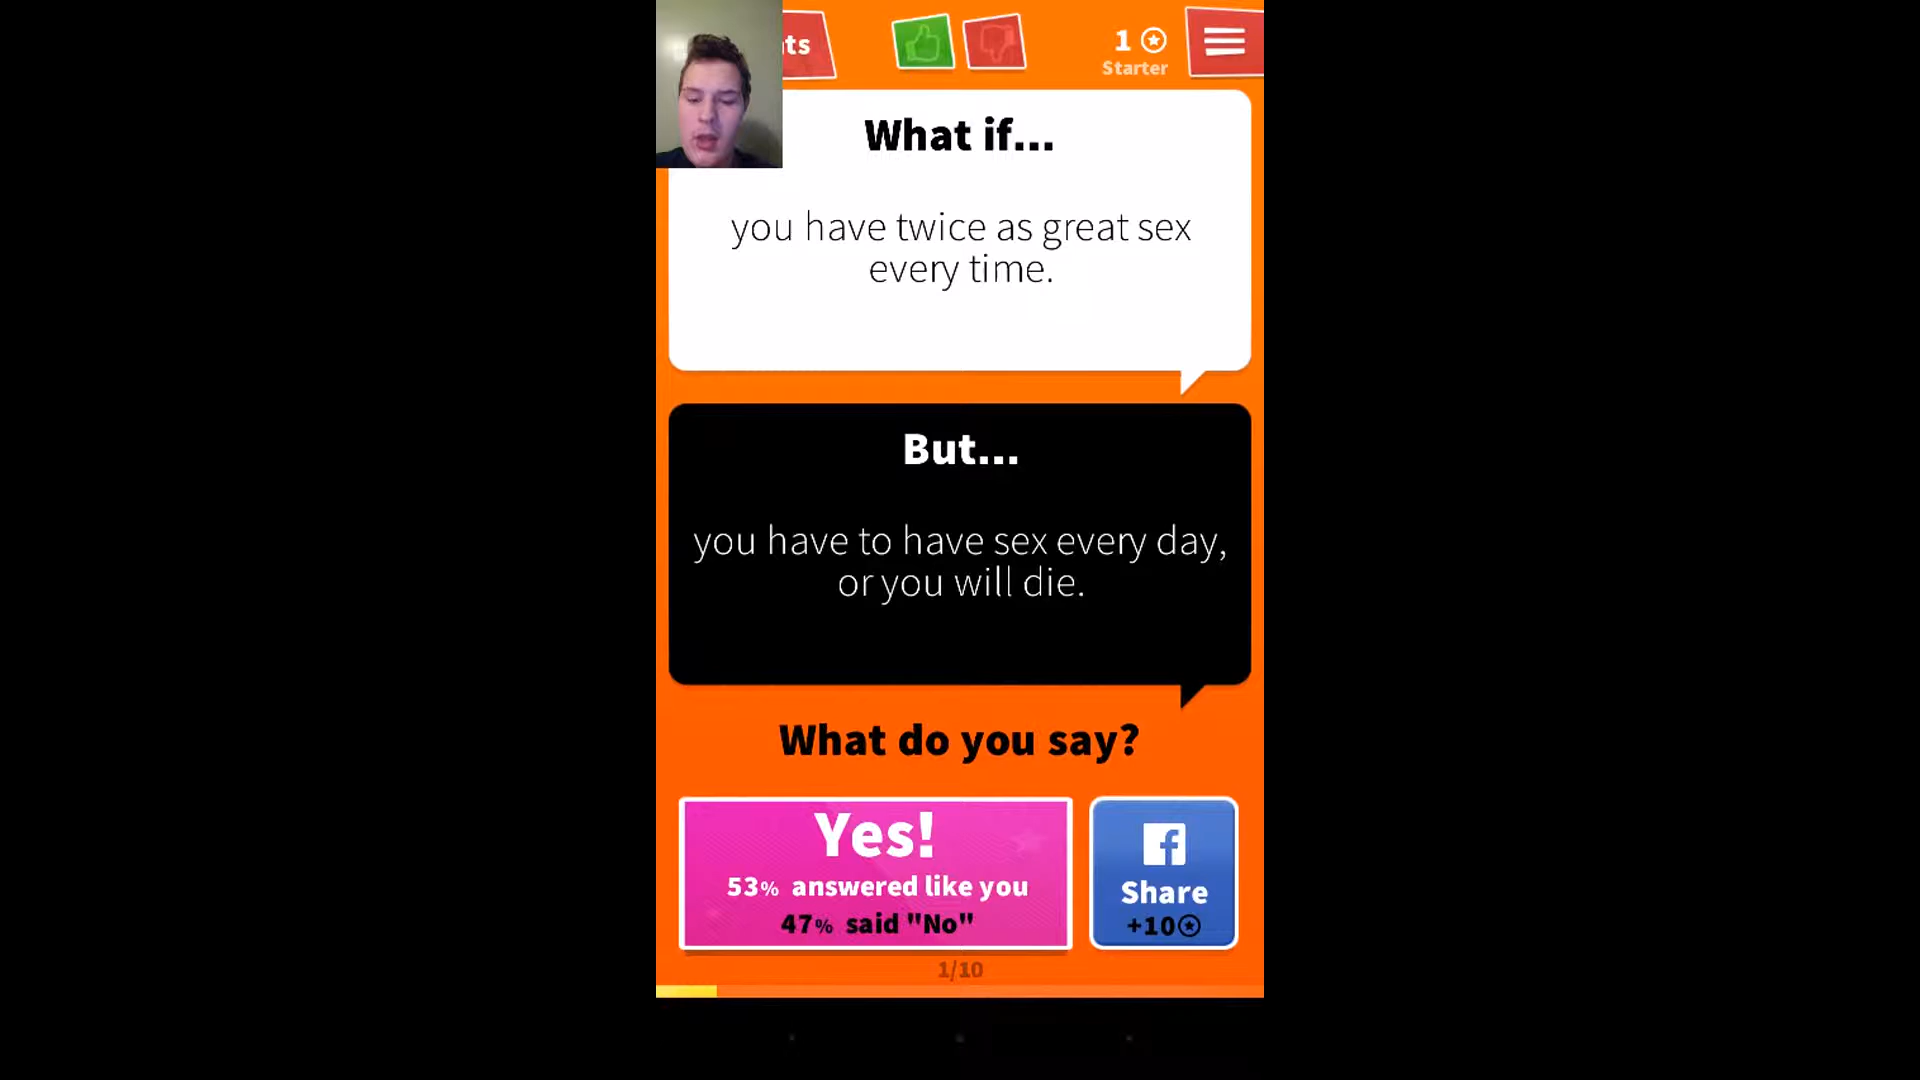 ts
1
Starter
What if...
you have twice as great sex
every time.
But...
you have to have sex every day,
or you will die.
What do you say?
Yes!
53% answered like you
47% said "No"
Share
+10
1/10